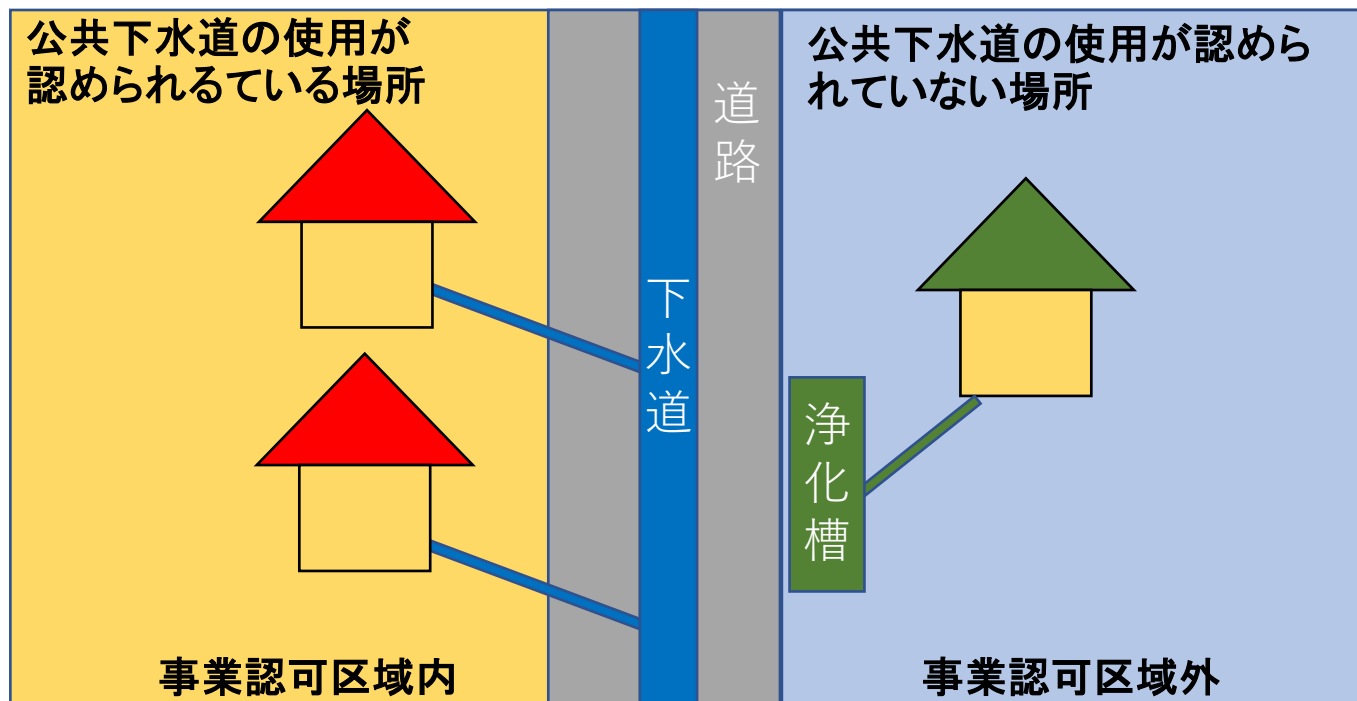 公共下水道の使用が
認められるている場所
公共下水道の使用が認めら
れていない場所
道路
下水道
浄化槽
事業認可区域内
事業認可区域外